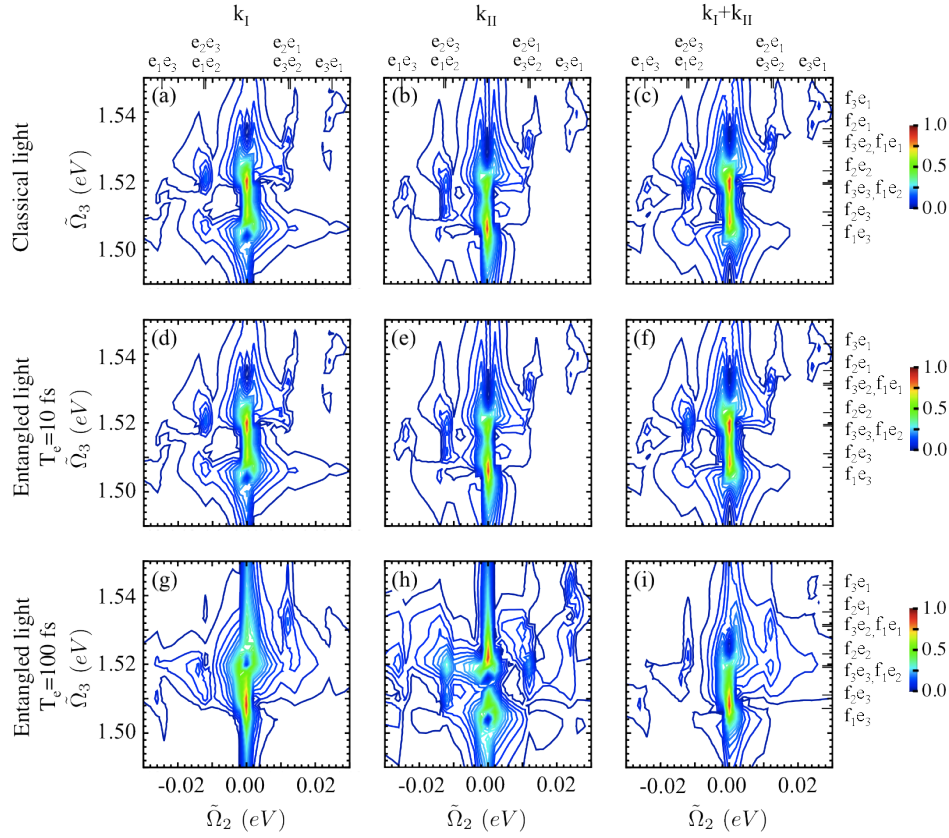 k_I k_II k_I+k_II
e₂e₃ e₂e₁ e₂e₃ e₂e₁ e₂e₃ e₂e₁
e₁e₃ e₁e₂ e₃e₂ e₃e₁ e₁e₃ e₁e₂ e₃e₂ e₃e₁ e₁e₃ e₁e₂ e₃e₂ e₃e₁
Classical light
Ω̃₃ (eV)
1.54
1.52
1.50
(a) (b) (c)
f₃e₁
f₂e₁
f₃e₂,f₁e₁
f₂e₂
f₃e₃,f₁e₂
f₂e₃
f₁e₃
1.0
0.5
0.0
Entangled light
Tₑ=10 fs
Ω̃₃ (eV)
1.54
1.52
1.50
(d) (e) (f)
f₃e₁
f₂e₁
f₃e₂,f₁e₁
f₂e₂
f₃e₃,f₁e₂
f₂e₃
f₁e₃
1.0
0.5
0.0
Entangled light
Tₑ=100 fs
Ω̃₃ (eV)
1.54
1.52
1.50
(g) (h) (i)
f₃e₁
f₂e₁
f₃e₂,f₁e₁
f₂e₂
f₃e₃,f₁e₂
f₂e₃
f₁e₃
1.0
0.5
0.0
-0.02 0.00 0.02 -0.02 0.00 0.02 -0.02 0.00 0.02
Ω̃₂ (eV) Ω̃₂ (eV) Ω̃₂ (eV)